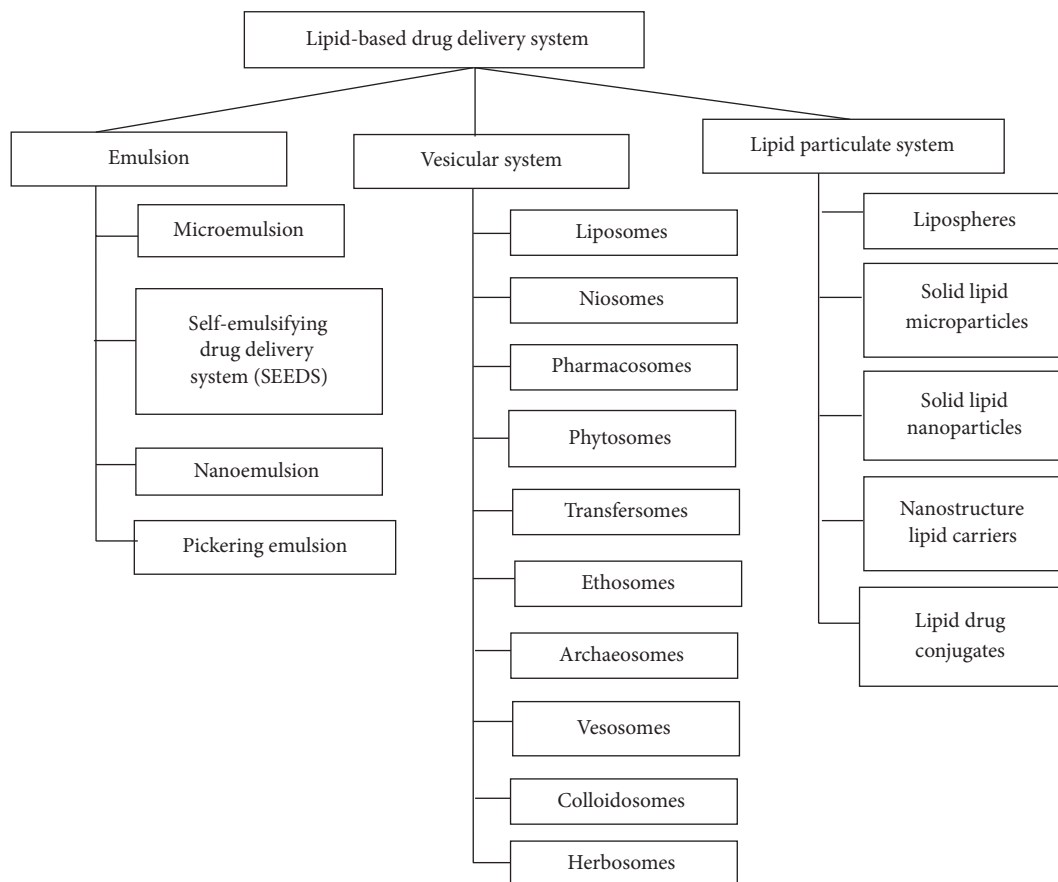 Lipid-based drug delivery system
Emulsion
Microemulsion
Self-emulsifying
drug delivery
system (SEEDS)
Nanoemulsion
Pickering emulsion
Vesicular system
Liposomes
Niosomes
Pharmacosomes
Phytosomes
Transfersomes
Ethosomes
Archaeosomes
Vesosomes
Colloidosomes
Herbosomes
Lipid particulate system
Lipospheres
Solid lipid
microparticles
Solid lipid
nanoparticles
Nanostructure
lipid carriers
Lipid drug
conjugates